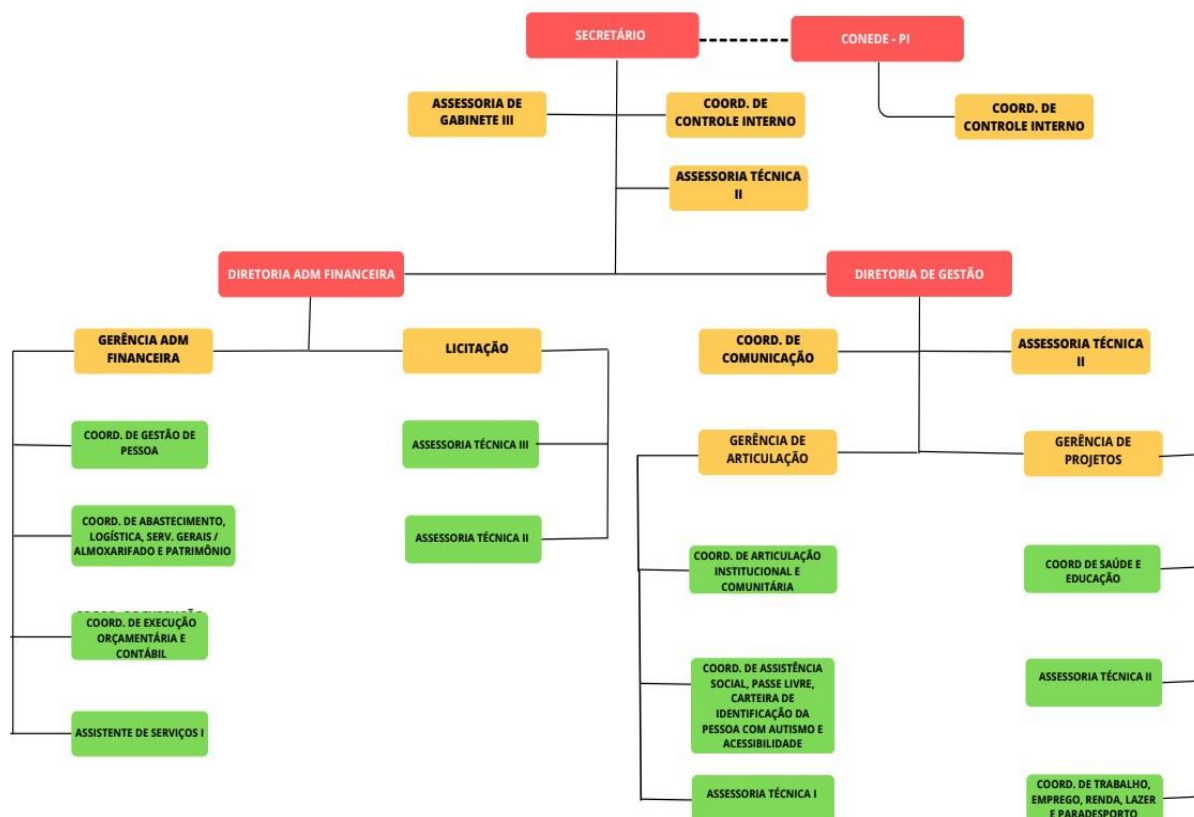 SECRETÁRIO
CONEDE - PI
ASSESSORIA DE
GABINETE III
COORD. DE
CONTROLE INTERNO
COORD. DE
CONTROLE INTERNO
ASSESSORIA TÉCNICA
II
DIRETORIA ADM FINANCEIRA
DIRETORIA DE GESTÃO
GERÊNCIA ADM
FINANCEIRA
LICITAÇÃO
COORD. DE
COMUNICAÇÃO
ASSESSORIA TÉCNICA
II
COORD. DE GESTÃO DE
PESSOA
ASSESSORIA TÉCNICA III
GERÊNCIA DE
ARTICULAÇÃO
GERÊNCIA DE
PROJETOS
COORD. DE ABASTECIMENTO,
LOGÍSTICA, SERV. GERAIS /
ALMOXARIFADO E PATRIMÔNIO
ASSESSORIA TÉCNICA II
COORD. DE ARTICULAÇÃO
INSTITUCIONAL E
COMUNITÁRIA
COORD DE SAÚDE E
EDUCAÇÃO
COORD. DE EXECUÇÃO
ORÇAMENTÁRIA E
CONTÁBIL
COORD. DE ASSISTÊNCIA
SOCIAL, PASSE LIVRE,
CARTEIRA DE
IDENTIFICAÇÃO DA
PESSOA COM AUTISMO E
ACESSIBILIDADE
ASSESSORIA TÉCNICA II
ASSISTENTE DE SERVIÇOS I
ASSESSORIA TÉCNICA I
COORD. DE TRABALHO,
EMPREGO, RENDA, LAZER
E PARADESPORTO